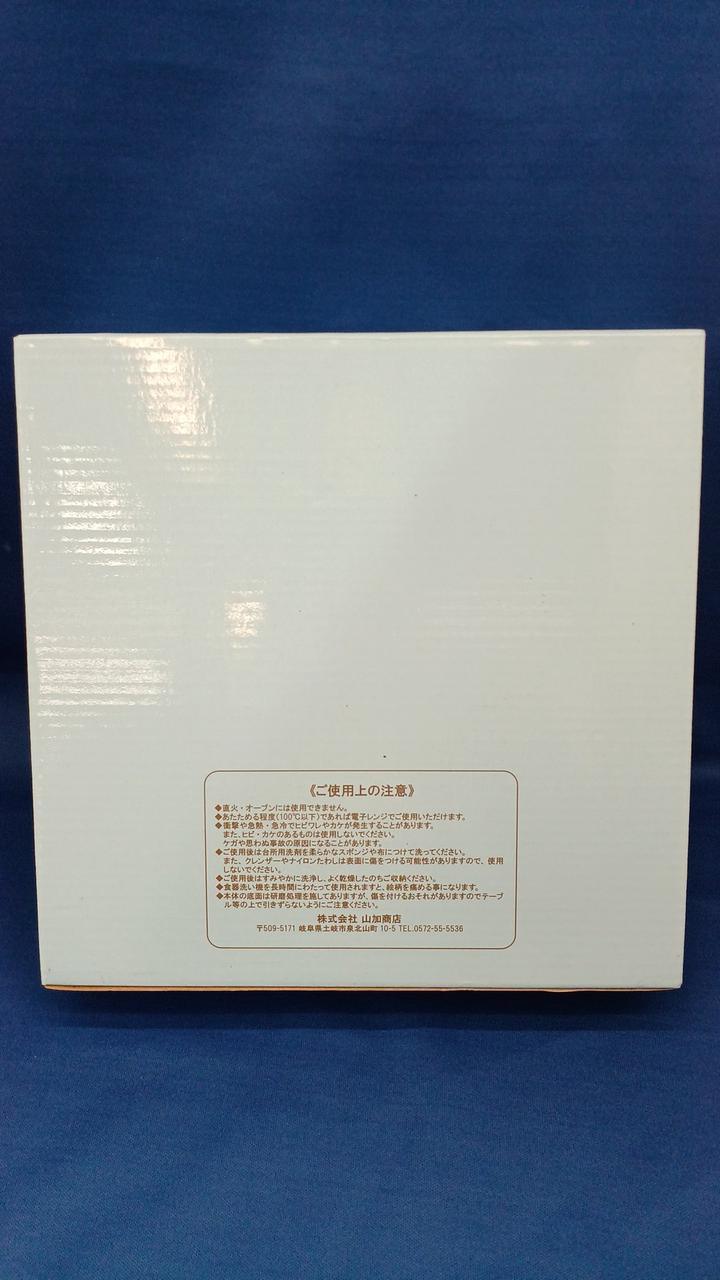 《ご使用上の注意》
◆直火・オーブンには使用できません。
◆あたためる程度(100℃以下)であれば電子レンジでご使用いただけます。
◆衝撃や急熱・急冷でヒビワレやカケが発生することがあります。
また、ヒビ・カケのあるものは使用しないでください。
ケガや思わぬ事故の原因になることがあります。
◆ご使用後は台所用洗剤を柔らかなスポンジや布につけて洗ってください。
また、クレンザーやナイロンたわしは表面に傷をつける可能性がありますので、使用
しないでください。
◆ご使用後はすみやかに洗浄し、よく乾燥したのちご収納ください。
◆食器洗い機を長時間にわたって使用されますと、絵柄を痛める事になります。
◆本体の底面は研磨処理を施してありますが、傷を付けるおそれがありますのでテーブ
ル等の上で引きずらないようにご注意ください。
株式会社 山加商店
〒509-5171 岐阜県土岐市泉北山町 10-5 TEL.0572-55-5536